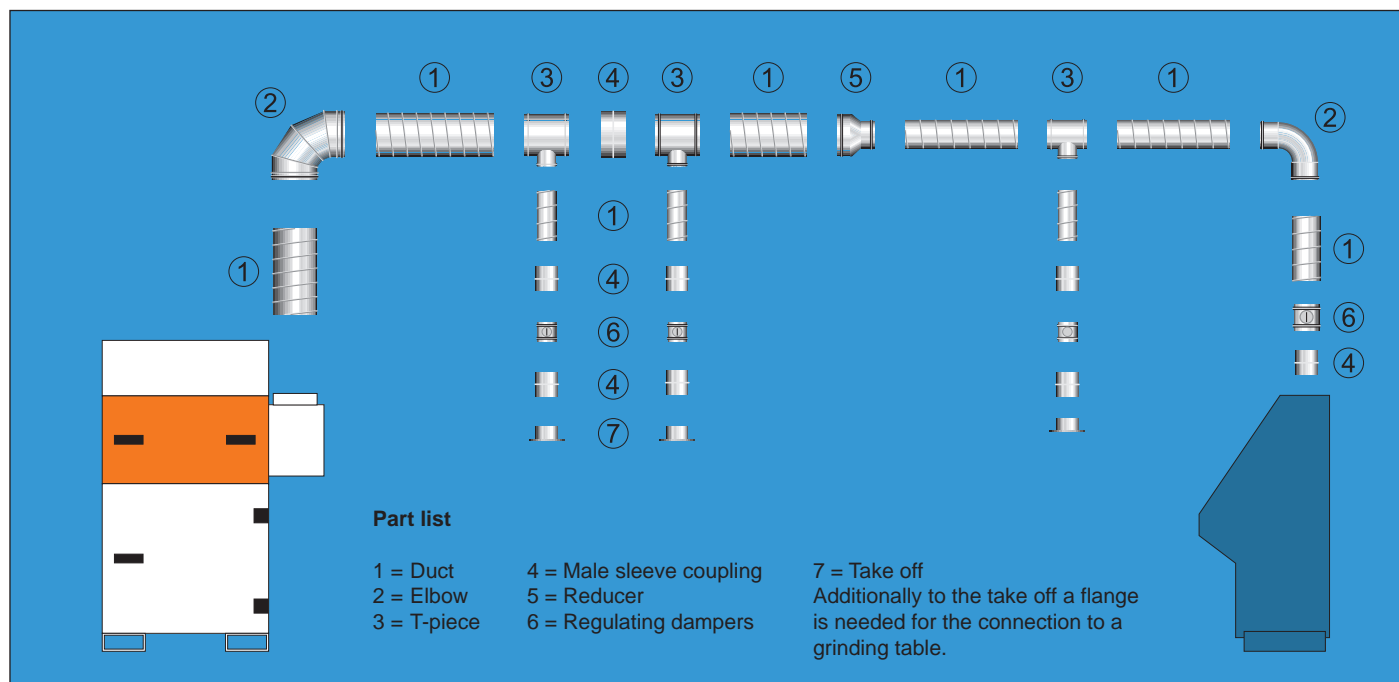 1 3 4 3 1 5 1 3 1
2 2
1
1 1
4
6 6
4 4
7
Part list
1 = Duct
2 = Elbow
3 = T-piece
4 = Male sleeve coupling
5 = Reducer
6 = Regulating dampers
7 = Take off
Additionally to the take off a flange
is needed for the connection to a
grinding table.